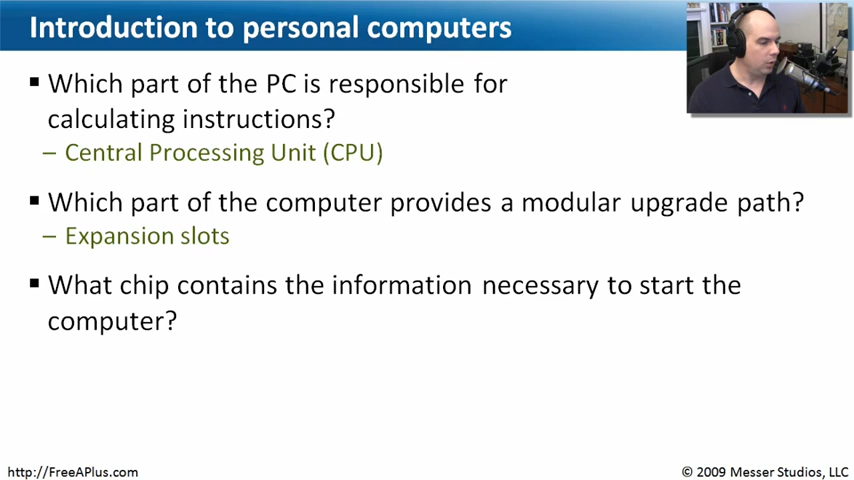 Introduction to personal computers
▪ Which part of the PC is responsible for
calculating instructions?
– Central Processing Unit (CPU)
▪ Which part of the computer provides a modular upgrade path?
– Expansion slots
▪ What chip contains the information necessary to start the
computer?
http://FreeAPlus.com
© 2009 Messer Studios, LLC